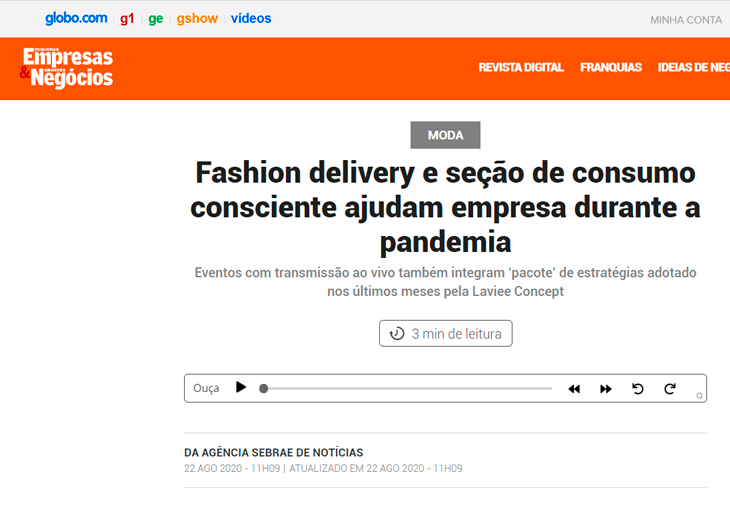 globo.com g1 ge gshow vídeos MINHA CONTA
PEQUENAS
Empresas
& GRANDES
Negócios
REVISTA DIGITAL FRANQUIAS IDEIAS DE NEG
MODA
Fashion delivery e seção de consumo
consciente ajudam empresa durante a
pandemia
Eventos com transmissão ao vivo também integram ‘pacote’ de estratégias adotado
nos últimos meses pela Laviee Concept
3 min de leitura
Ouça
DA AGÊNCIA SEBRAE DE NOTÍCIAS
22 AGO 2020 - 11H09 | ATUALIZADO EM 22 AGO 2020 - 11H09